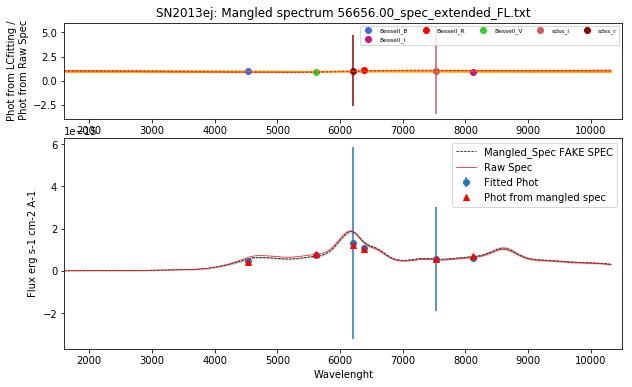 SN2013ej: Mangled spectrum 56656.00_spec_extended_FL.txt
Phot from LCfitting /
Phot from Raw Spec
5.0
2.5
0.0
−2.5
Bessell_B
Bessell_R
Bessell_V
sdss_i
sdss_r
Bessell_i
2000 3000 4000 5000 6000 7000 8000 9000 10000
1e−15
Flux erg s-1 cm-2 A-1
6
4
2
0
−2
Mangled_Spec FAKE SPEC
Raw Spec
Fitted Phot
Phot from mangled spec
2000 3000 4000 5000 6000 7000 8000 9000 10000
Wavelenght